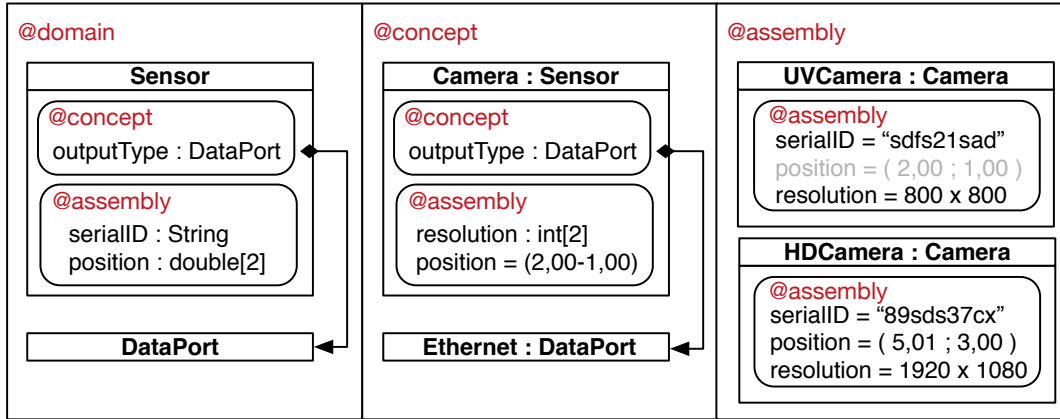 @domain
Sensor
@concept
outputType : DataPort
@assembly
serialID : String
position : double[2]
DataPort
@concept
Camera : Sensor
@concept
outputType : DataPort
@assembly
resolution : int[2]
position = (2,00-1,00)
Ethernet : DataPort
@assembly
UVCamera : Camera
@assembly
serialID = “sdfs21sad”
position = ( 2,00 ; 1,00 )
resolution = 800 x 800
HDCamera : Camera
@assembly
serialID = “89sds37cx”
position = ( 5,01 ; 3,00 )
resolution = 1920 x 1080